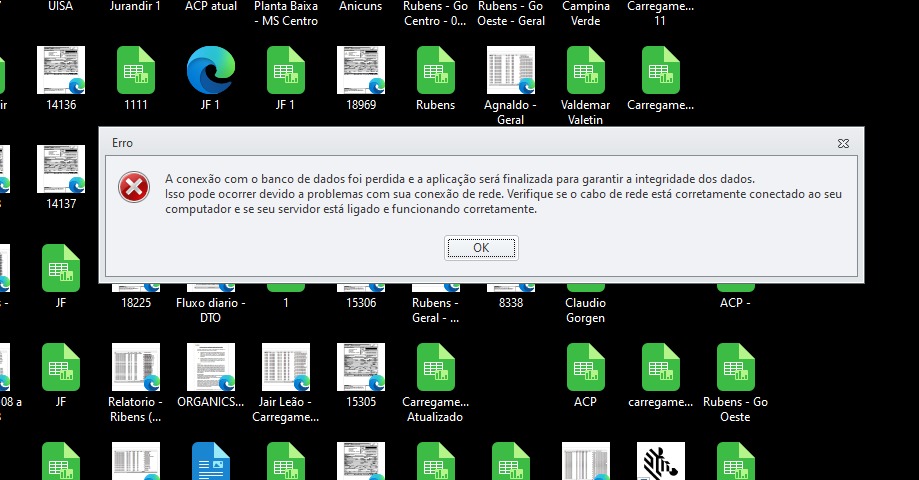 UISA
Jurandir 1
ACP atual
Planta Baixa
- MS Centro
Anicuns
Rubens - Go
Centro - 0...
Rubens - Go
Oeste - Geral
Campina
Verde
Carregame...
11
ir
14136
1111
JF 1
JF 1
18969
Rubens
Agnaldo -
Geral
Valdemar
Valetin
Carregame...
Erro
A conexão com o banco de dados foi perdida e a aplicação será finalizada para garantir a integridade dos dados.
Isso pode ocorrer devido a problemas com sua conexão de rede. Verifique se o cabo de rede está corretamente conectado ao seu
computador e se seu servidor está ligado e funcionando corretamente.
OK
14137
JF
18225
Fluxo diario -
DTO
1
15306
Rubens -
Geral - ...
8338
Claudio
Gorgen
ACP -
08 a
JF
Relatorio -
Ribens (...
ORGANICS...
Jair Leão -
Carregame...
15305
Carregame...
Atualizado
ACP
carregame...
Rubens - Go
Oeste